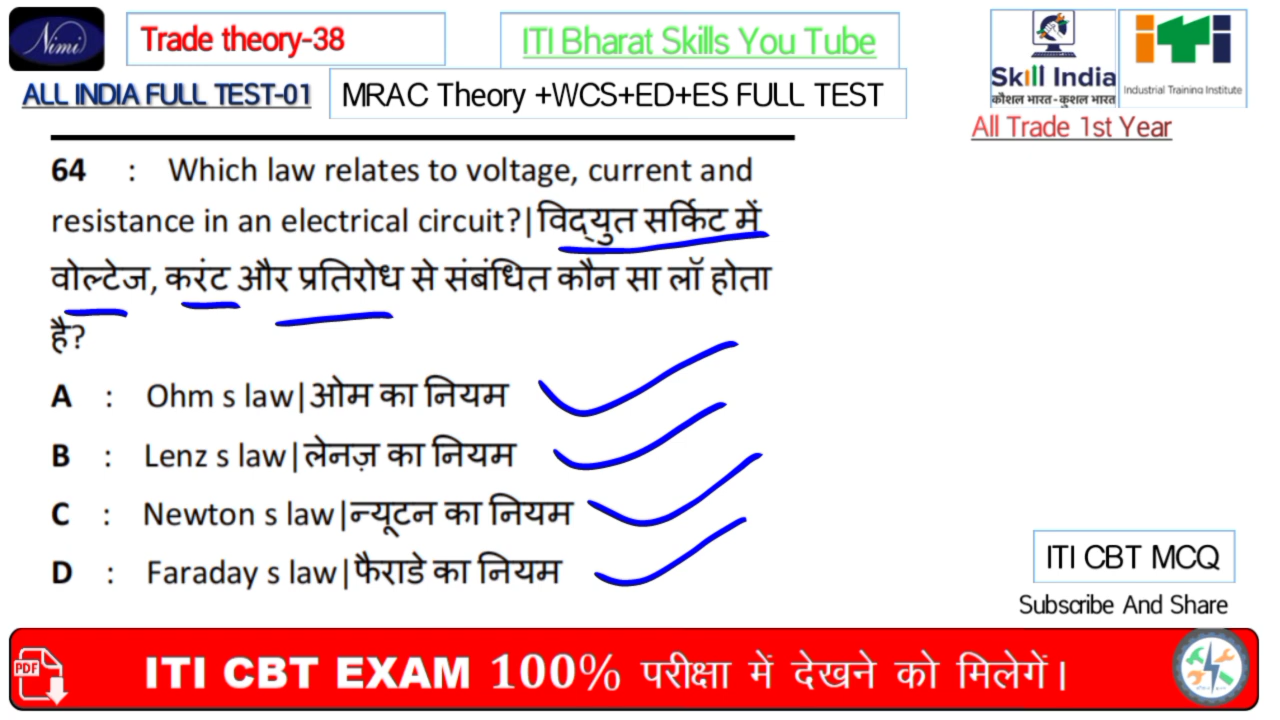 Nimi
Trade theory-38
ITI Bharat Skills You Tube
ALL INDIA FULL TEST-01
MRAC Theory +WCS+ED+ES FULL TEST
Skill India
कौशल भारत-कुशल भारत
iTi
Industrial Training Institute
All Trade 1st Year
64 : Which law relates to voltage, current and
resistance in an electrical circuit?|विद्युत सर्किट में
वोल्टेज, करंट और प्रतिरोध से संबंधित कौन सा लॉ होता
है?
A : Ohm s law|ओम का नियम
B : Lenz s law|लेनज़ का नियम
C : Newton s law|न्यूटन का नियम
D : Faraday s law|फैराडे का नियम
ITI CBT MCQ
Subscribe And Share
PDF
ITI CBT EXAM 100% परीक्षा में देखने को मिलेगें।